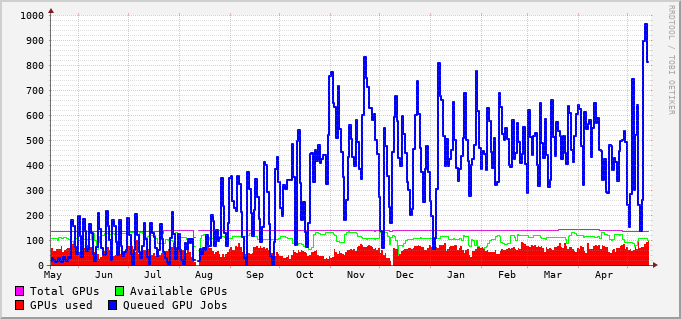 1000
900
800
700
600
500
400
300
200
100
0
May Jun Jul Aug Sep Oct Nov Dec Jan Feb Mar Apr
RRDTOOL / TOBI OETIKER
Total GPUs Available GPUs
GPUs used Queued GPU Jobs